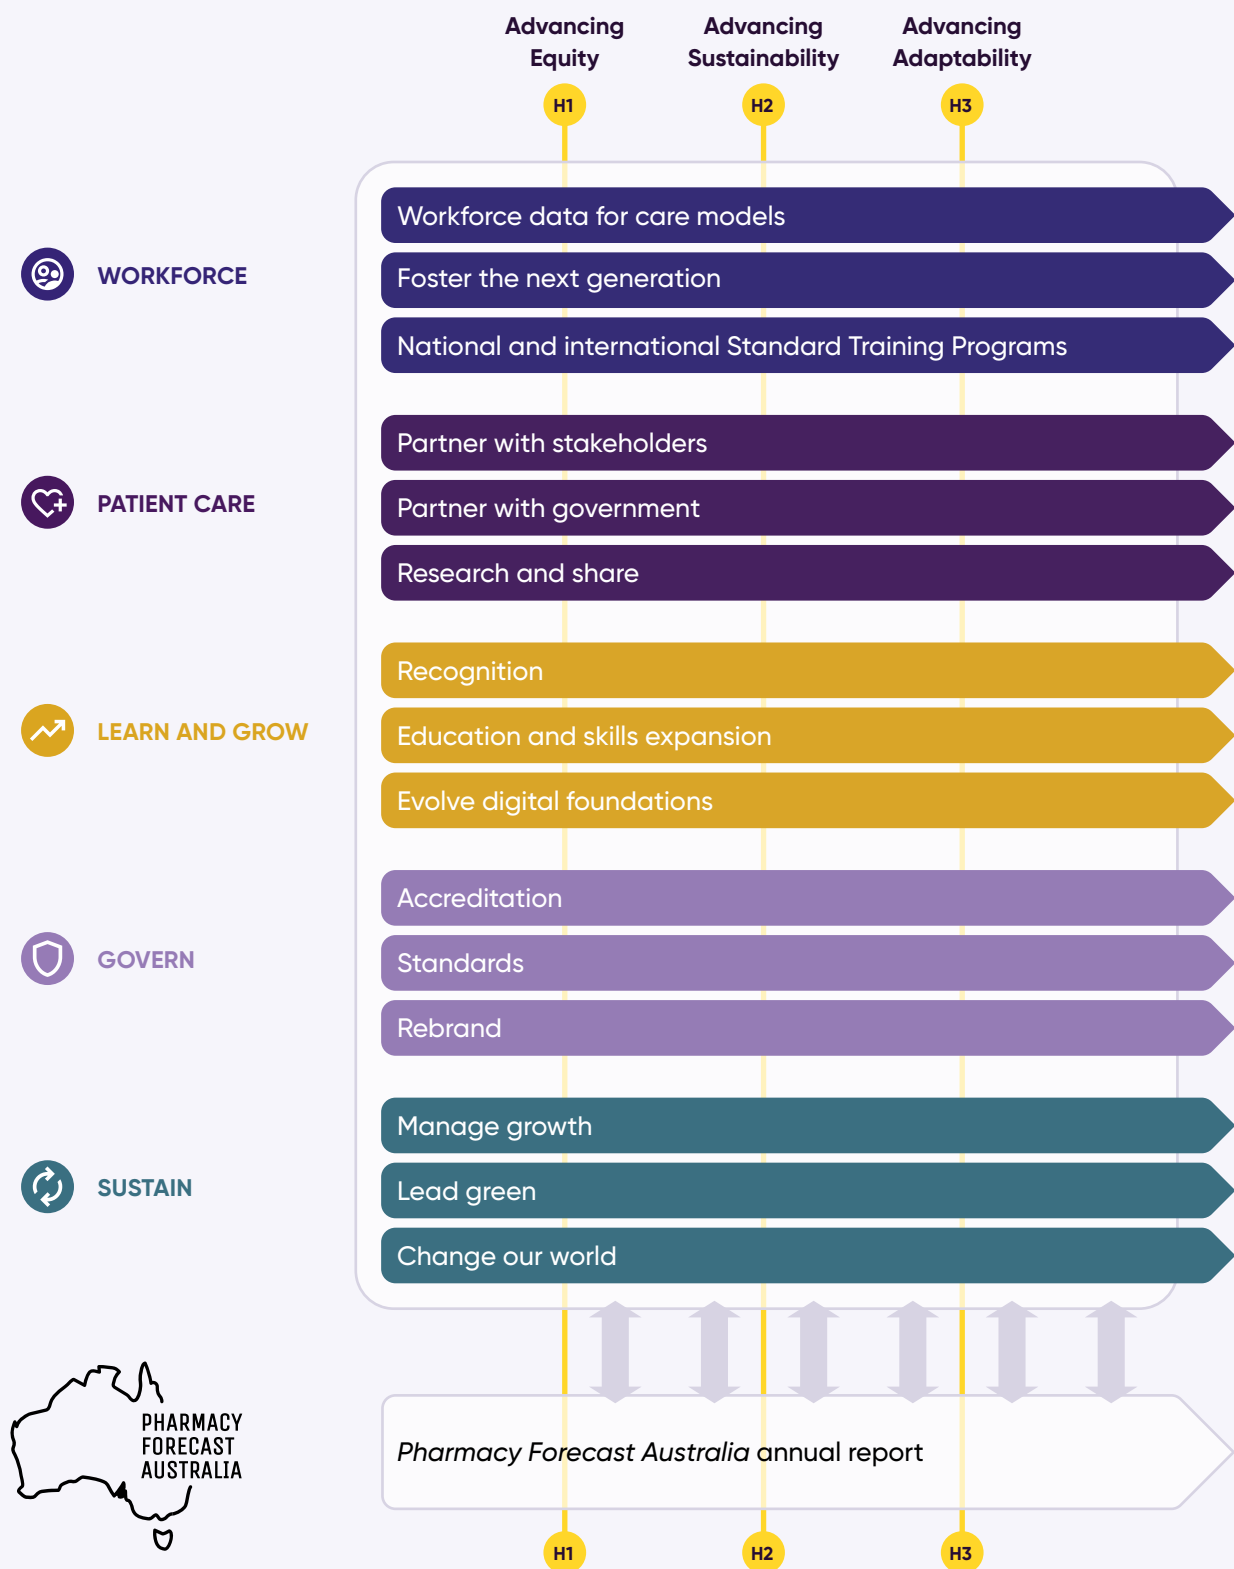 Advancing
Equity
Advancing
Sustainability
Advancing
Adaptability
H1
H2
H3
WORKFORCE
Workforce data for care models
Foster the next generation
National and international Standard Training Programs
PATIENT CARE
Partner with stakeholders
Partner with government
Research and share
LEARN AND GROW
Recognition
Education and skills expansion
Evolve digital foundations
GOVERN
Accreditation
Standards
Rebrand
SUSTAIN
Manage growth
Lead green
Change our world
PHARMACY
FORECAST
AUSTRALIA
Pharmacy Forecast Australia annual report
H1
H2
H3